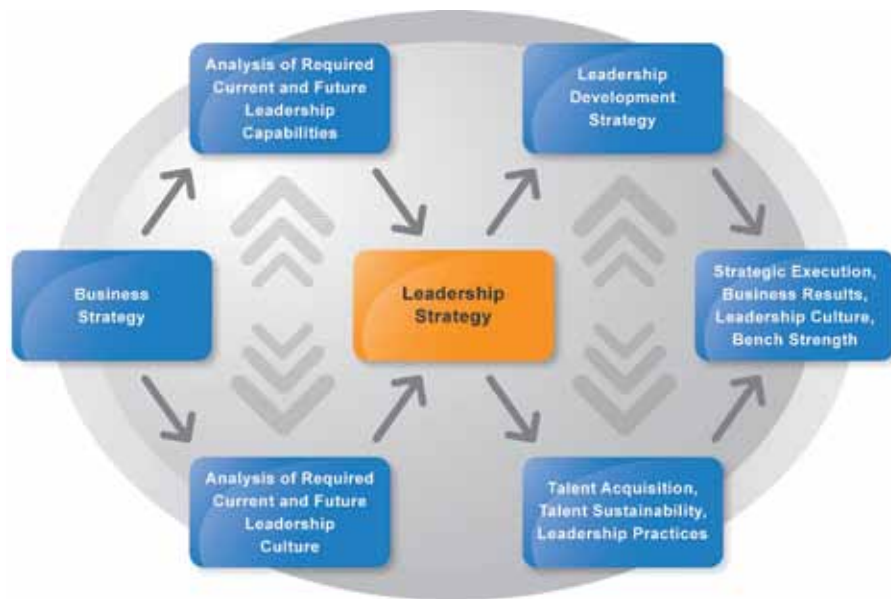 Analysis of Required
Current and Future
Leadership
Capabilities
Leadership
Development
Strategy
Business
Strategy
Leadership
Strategy
Strategic Execution,
Business Results,
Leadership Culture,
Bench Strength
Analysis of Required
Current and Future
Leadership
Culture
Talent Acquisition,
Talent Sustainability,
Leadership Practices